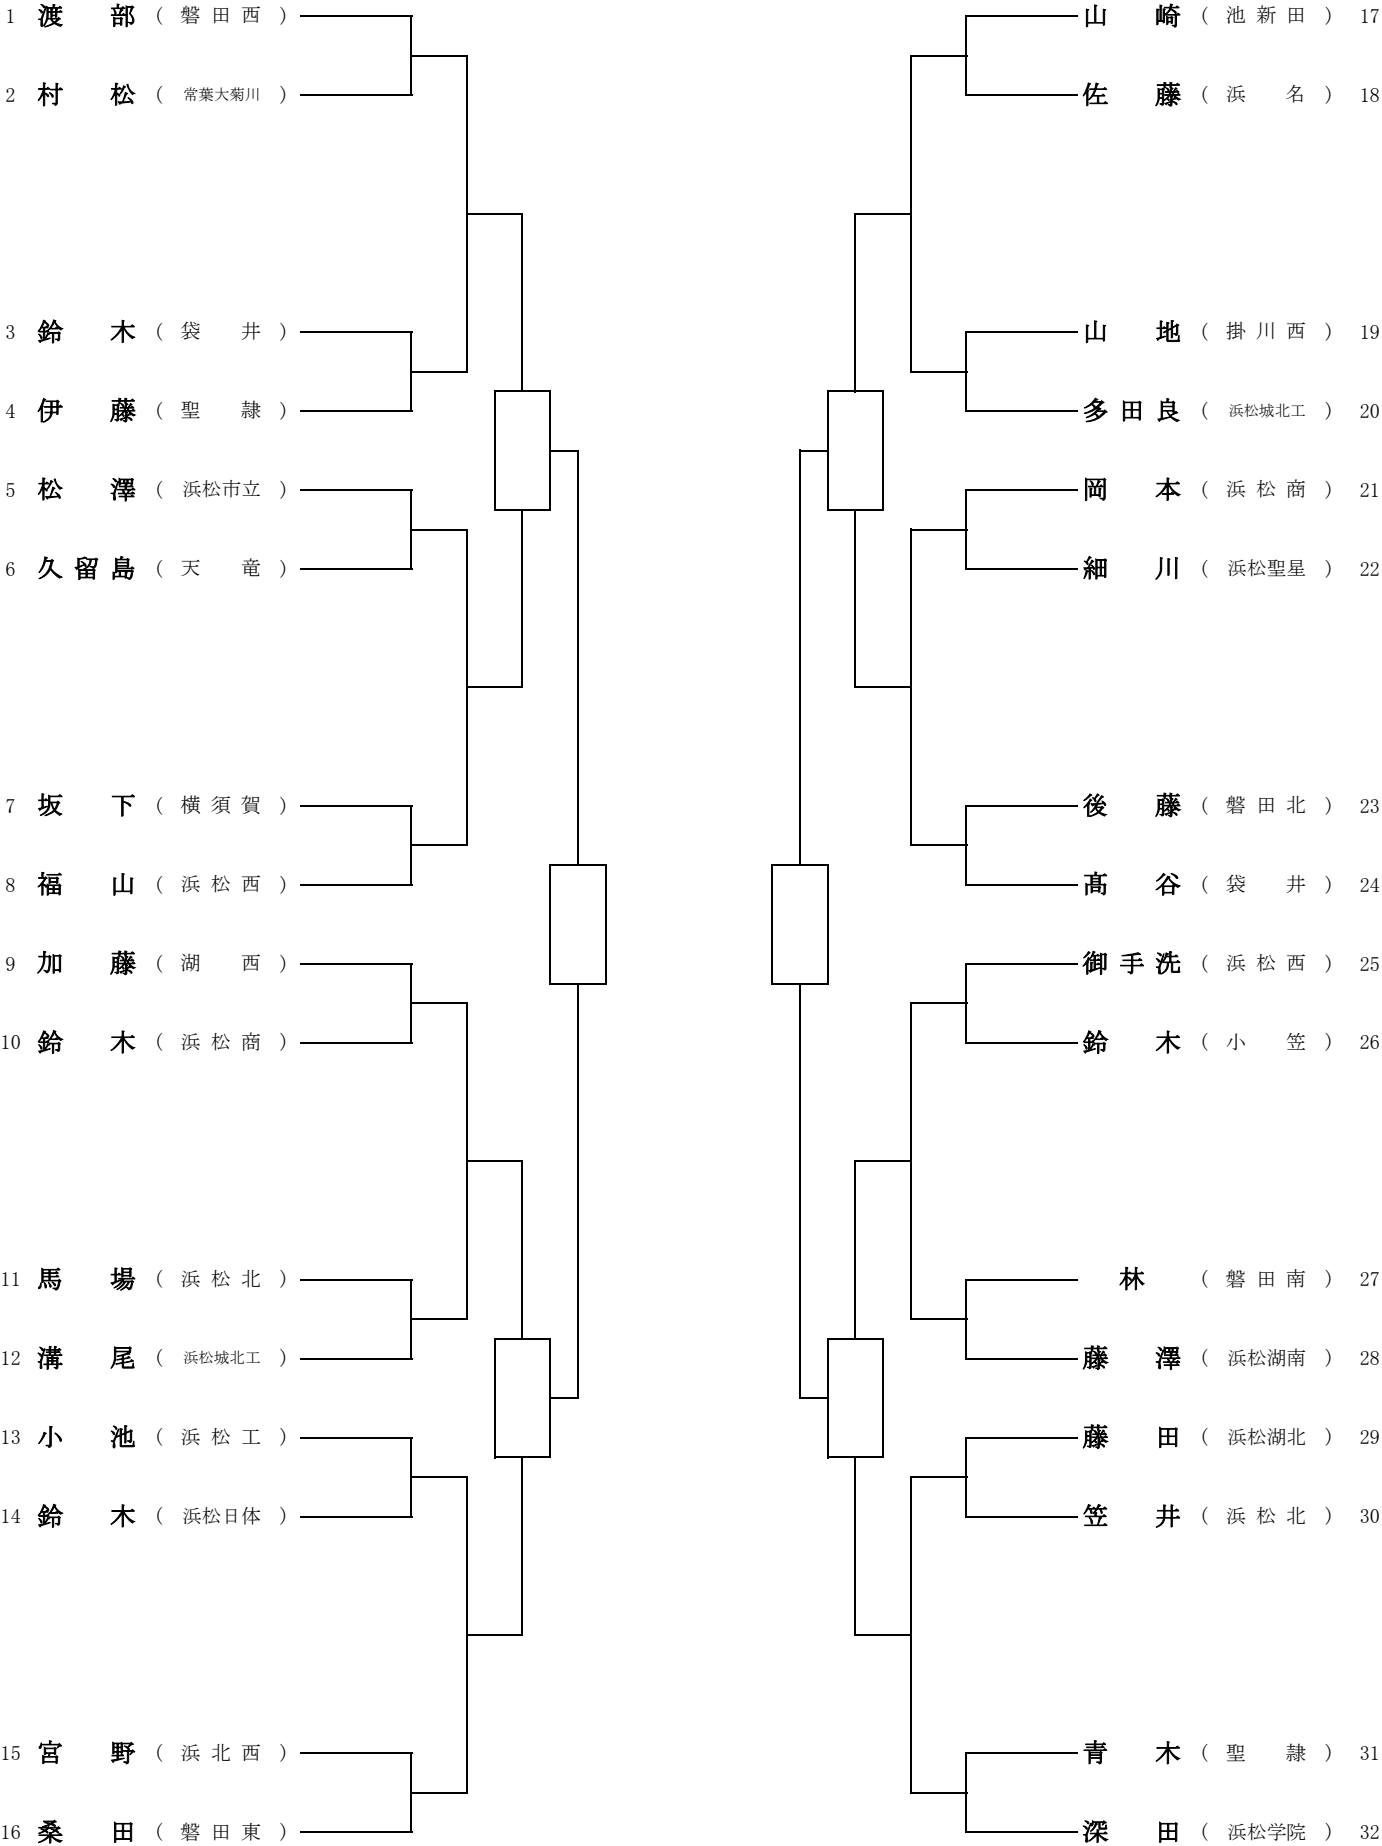 1 渡部 ( 磐田西 )
2 村松 ( 常葉大菊川 )
3 鈴木 ( 袋井 )
4 伊藤 ( 聖隷 )
5 松澤 ( 浜松市立 )
6 久留島 ( 天竜 )
7 坂下 ( 横須賀 )
8 福山 ( 浜松西 )
9 加藤 ( 湖西 )
10 鈴木 ( 浜松商 )
11 馬場 ( 浜松北 )
12 溝尾 ( 浜松城北工 )
13 小池 ( 浜松工 )
14 鈴木 ( 浜松日体 )
15 宮野 ( 浜北西 )
16 桑田 ( 磐田東 )
山崎 ( 池新田 ) 17
佐藤 ( 浜名 ) 18
山地 ( 掛川西 ) 19
多田良 ( 浜松城北工 ) 20
岡本 ( 浜松商 ) 21
細川 ( 浜松聖星 ) 22
後藤 ( 磐田北 ) 23
髙谷 ( 袋井 ) 24
御手洗 ( 浜松西 ) 25
鈴木 ( 小笠 ) 26
林 ( 磐田南 ) 27
藤澤 ( 浜松湖南 ) 28
藤田 ( 浜松湖北 ) 29
笠井 ( 浜松北 ) 30
青木 ( 聖隷 ) 31
深田 ( 浜松学院 ) 32